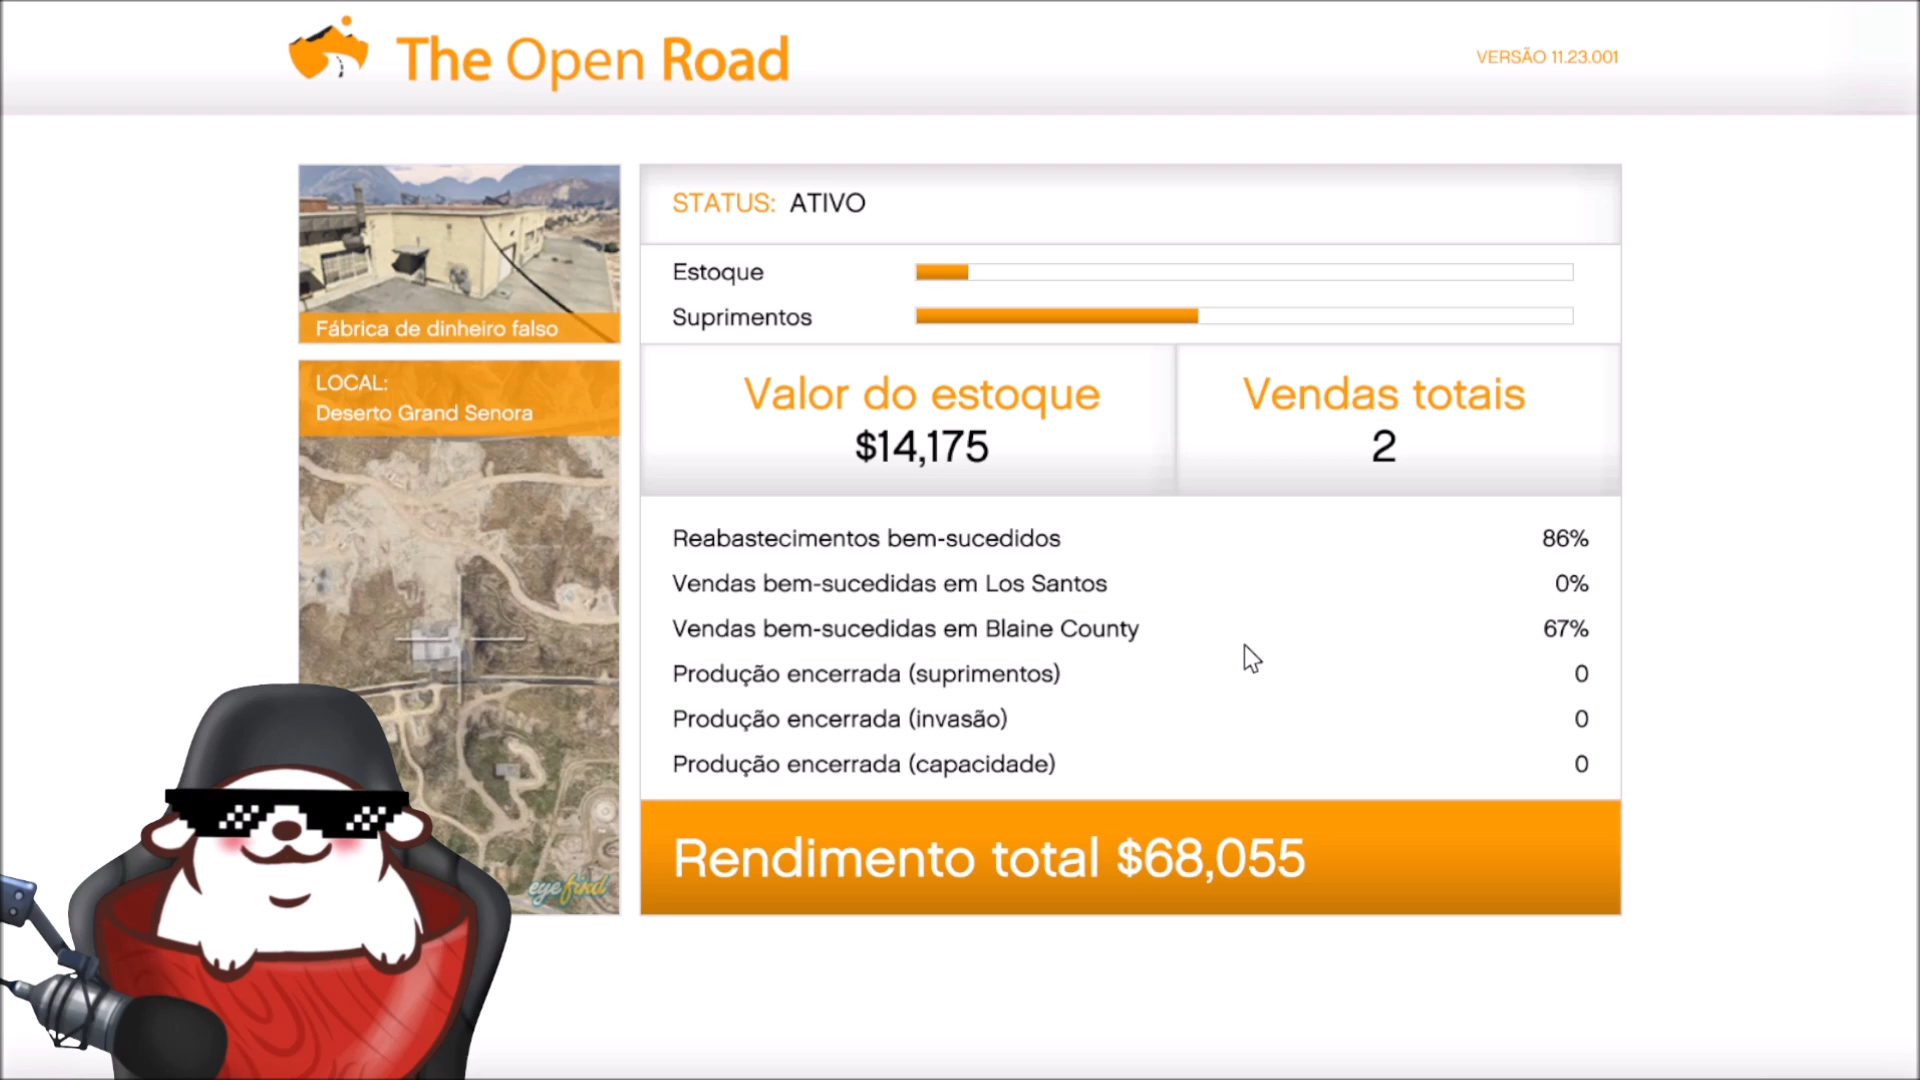 The Open Road
VERSÃO 11.23.001
Fábrica de dinheiro falso
LOCAL:
Deserto Grand Senora
eyefind
STATUS: ATIVO
Estoque
Suprimentos
Valor do estoque
$14,175
Vendas totais
2
Reabastecimentos bem-sucedidos 86%
Vendas bem-sucedidas em Los Santos 0%
Vendas bem-sucedidas em Blaine County 67%
Produção encerrada (suprimentos) 0
Produção encerrada (invasão) 0
Produção encerrada (capacidade) 0
Rendimento total $68,055